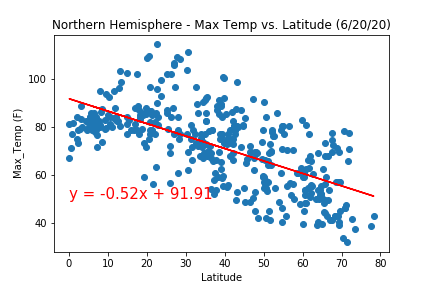 Northern Hemisphere - Max Temp vs. Latitude (6/20/20)
100
80
60
40
Max_Temp (F)
y = -0.52x + 91.91
0 10 20 30 40 50 60 70 80
Latitude